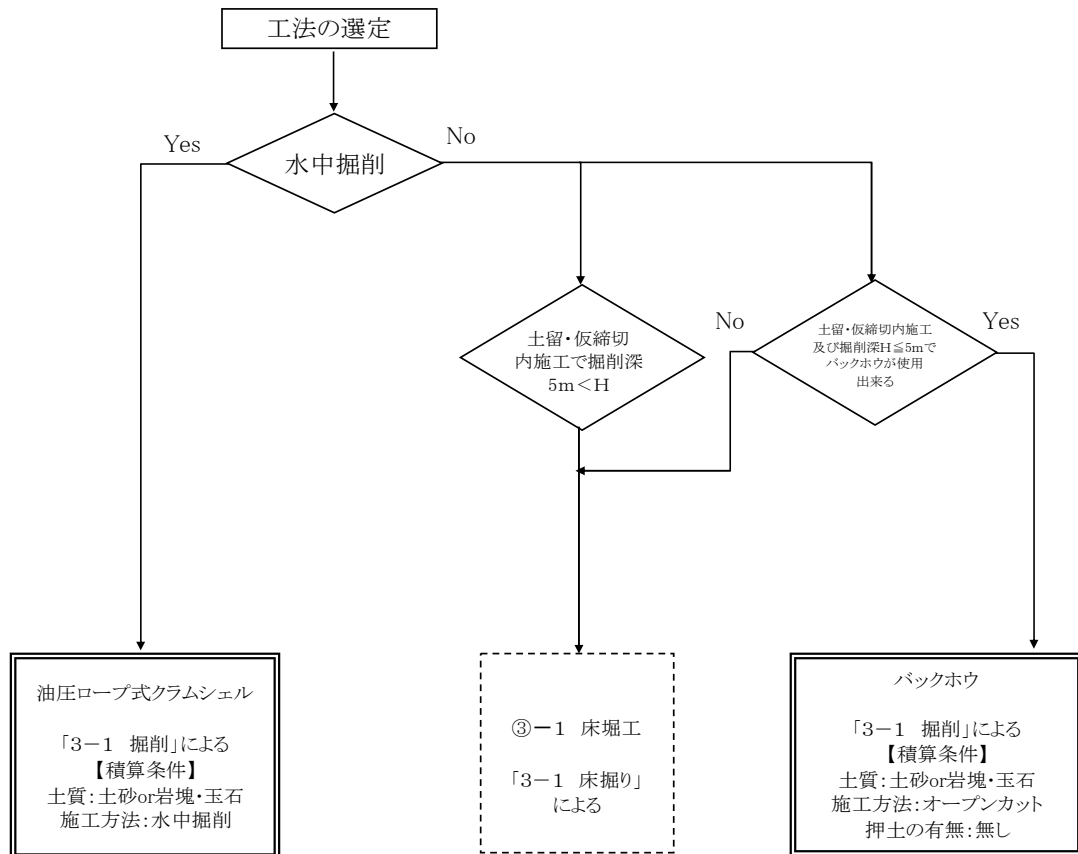 工法の選定
Yes
No
水中掘削
土留・仮締切
内施工で掘削深
5m<H
No
Yes
土留・仮締切内施工
及び掘削深H≦5mで
バックホウが使用
出来る
油圧ロープ式クラムシェル
「3-1 掘削」による
【積算条件】
土質:土砂or岩塊・玉石
施工方法:水中掘削
③-1 床堀工
「3-1 床掘り」
による
バックホウ
「3-1 掘削」による
【積算条件】
土質:土砂or岩塊・玉石
施工方法:オープンカット
押土の有無:無し